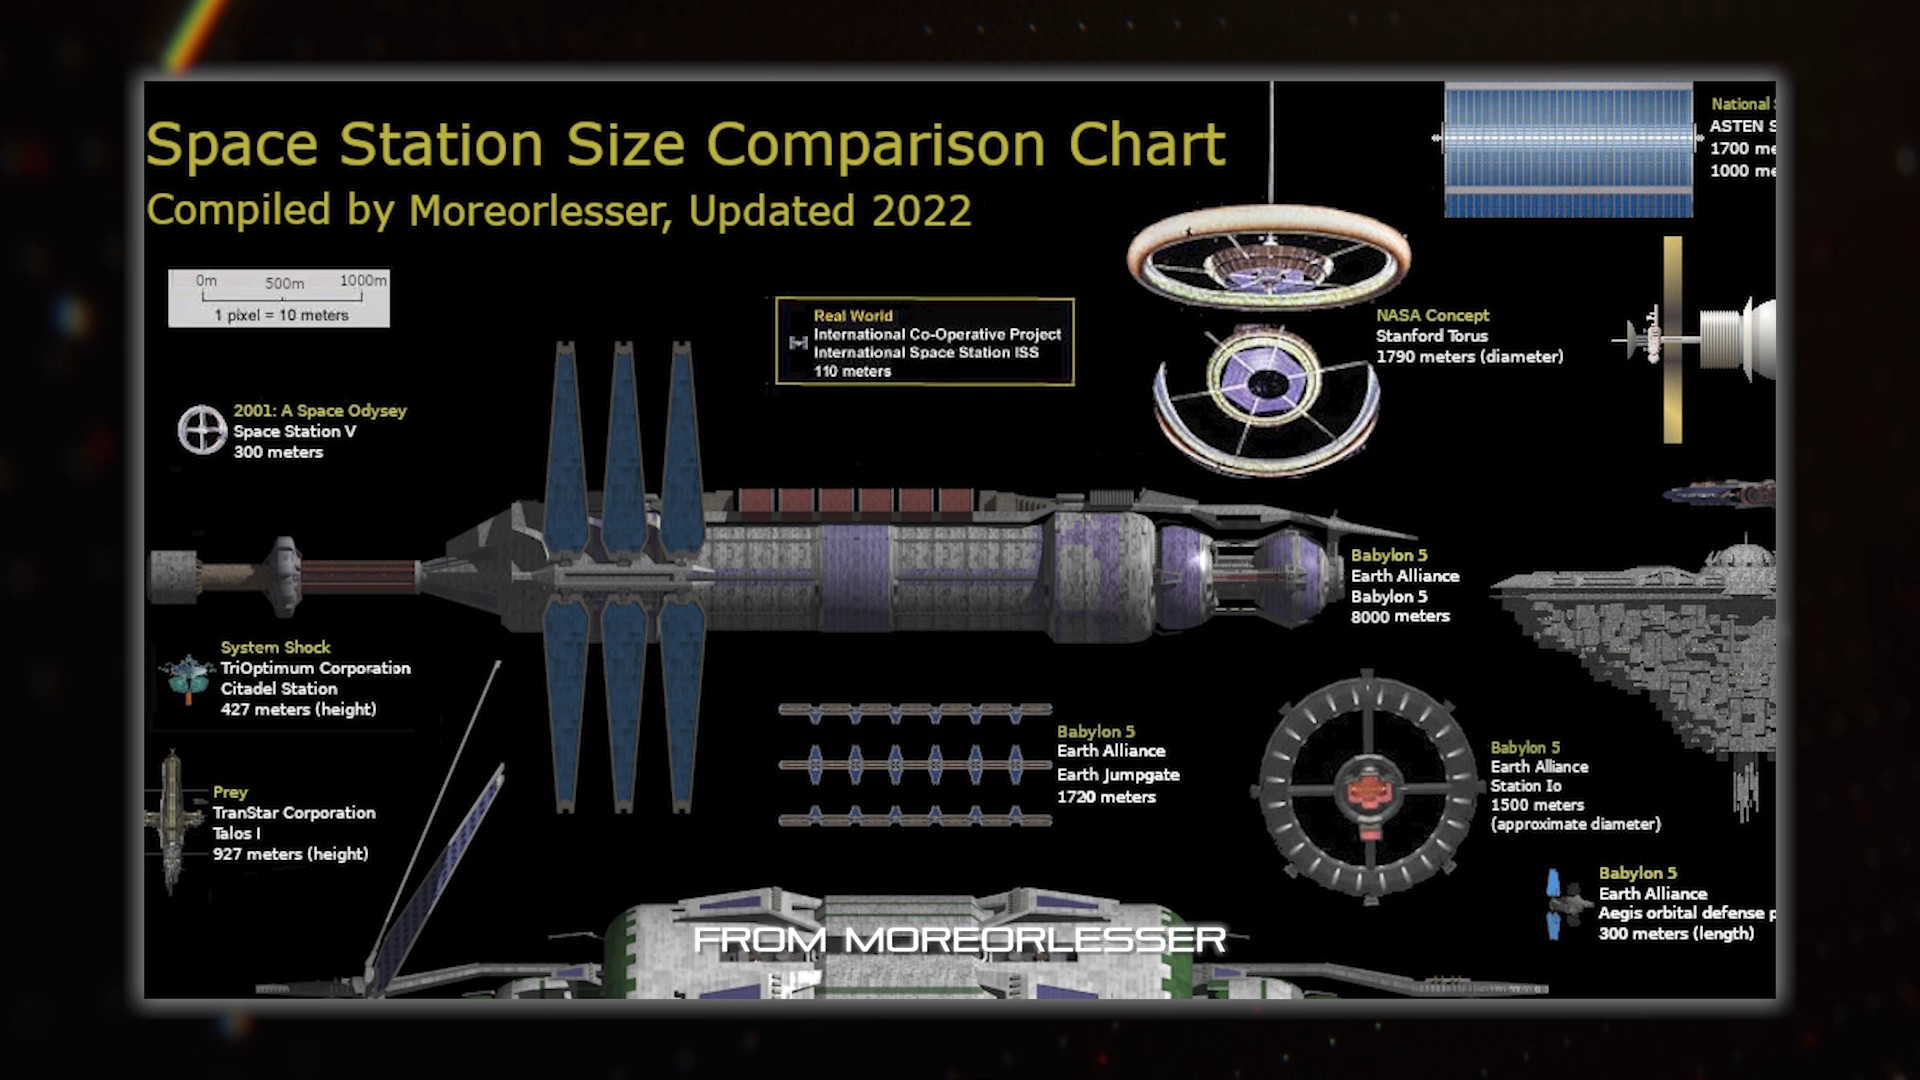 Space Station Size Comparison Chart
Compiled by Moreorlesser, Updated 2022
0m 500m 1000m
1 pixel = 10 meters
Real World
International Co-Operative Project
International Space Station ISS
110 meters
National
ASTEN
1700
1000
NASA Concept
Stanford Torus
1790 meters (diameter)
2001: A Space Odysey
Space Station V
300 meters
Babylon 5
Earth Alliance
Babylon 5
8000 meters
System Shock
TriOptimum Corporation
Citadel Station
427 meters (height)
Babylon 5
Earth Alliance
Earth Jumpgate
1720 meters
Babylon 5
Earth Alliance
Station Io
1500 meters
(approximate diameter)
Prey
TranStar Corporation
Talos I
927 meters (height)
Babylon 5
Earth Alliance
Aegis orbital defense
300 meters (length)
FROM MOREORLESSER